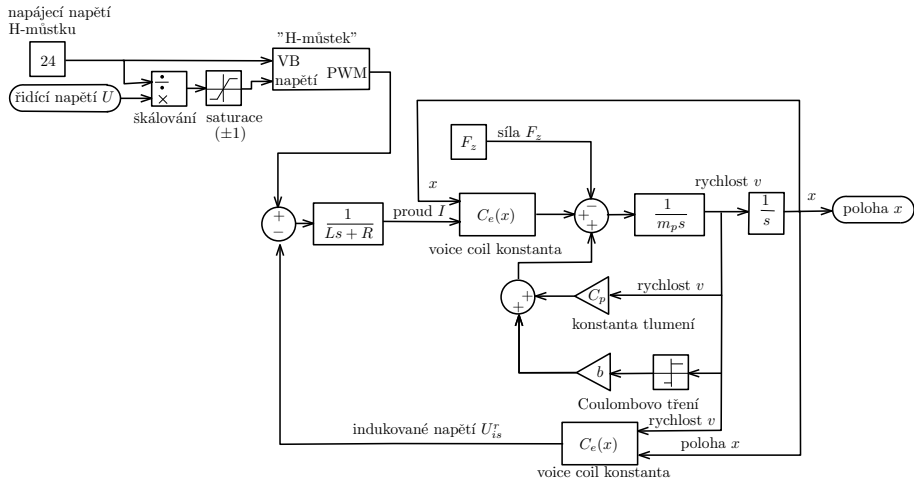 napájecí napětí
H-můstku
24
řidící napětí U
÷
×
škálování
saturace
(±1)
"H-můstek"
VB
napětí
PWM
+
−
1
Ls + R
proud I
x
C_e(x)
voice coil konstanta
F_z
síla F_z
−
+
+
1
m_p s
rychlost v
1
s
x
poloha x
+
+
C_p
rychlost v
konstanta tlumení
b
Coulombovo tření
rychlost v
C_e(x)
poloha x
voice coil konstanta
indukované napětí U^r_is